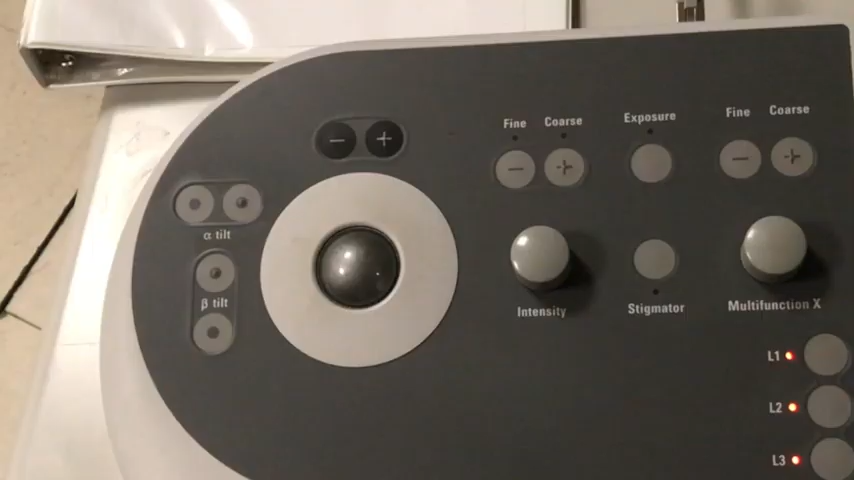 Fine Coarse
Exposure
Fine Coarse
− +
− +
− +
α tilt
β tilt
Intensity
Stigmator
Multifunction X
L1
L2
L3